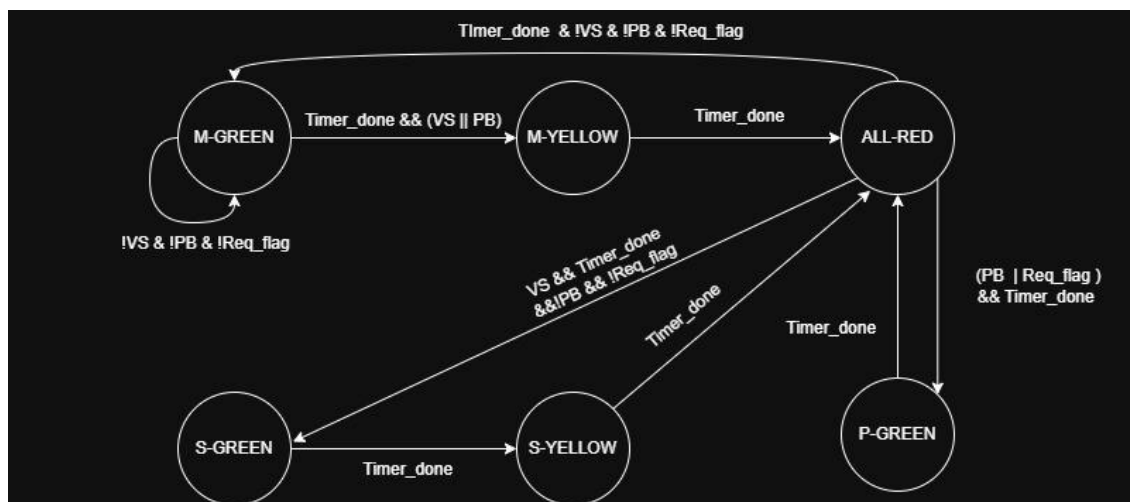 TImer_done & !VS & !PB & !Req_flag
M-GREEN
Timer_done && (VS || PB)
M-YELLOW
Timer_done
ALL-RED
!VS & !PB & !Req_flag
VS && Timer_done
&&!PB && !Req_flag
Timer_done
(PB | Req_flag )
&& Timer_done
Timer_done
S-GREEN
Timer_done
S-YELLOW
P-GREEN